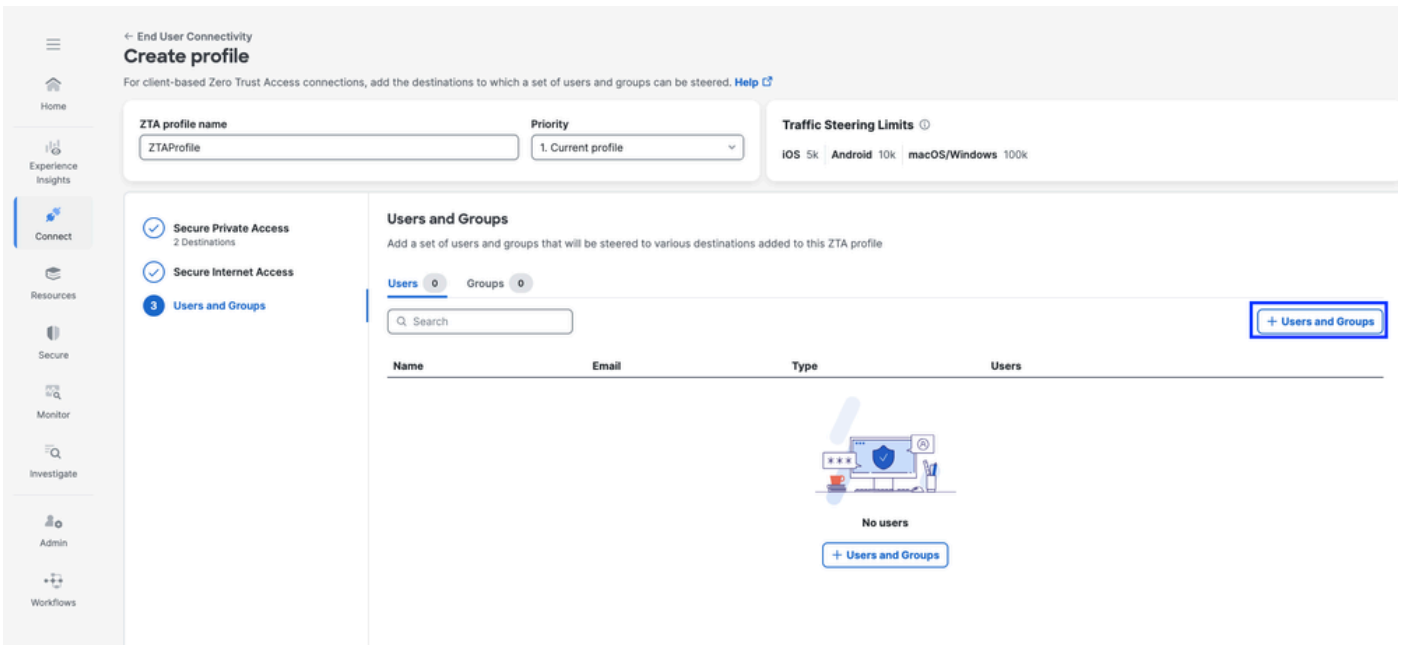 ← End User Connectivity
Create profile
For client-based Zero Trust Access connections, add the destinations to which a set of users and groups can be steered. Help
Home
Experience
Insights
Connect
Resources
Secure
Monitor
Investigate
Admin
Workflows
ZTA profile name
ZTAProfile
Priority
1. Current profile
Traffic Steering Limits
iOS 5k Android 10k macOS/Windows 100k
Secure Private Access
2 Destinations
Secure Internet Access
3 Users and Groups
Users and Groups
Add a set of users and groups that will be steered to various destinations added to this ZTA profile
Users 0 Groups 0
Search
+ Users and Groups
Name Email Type Users
***
No users
+ Users and Groups